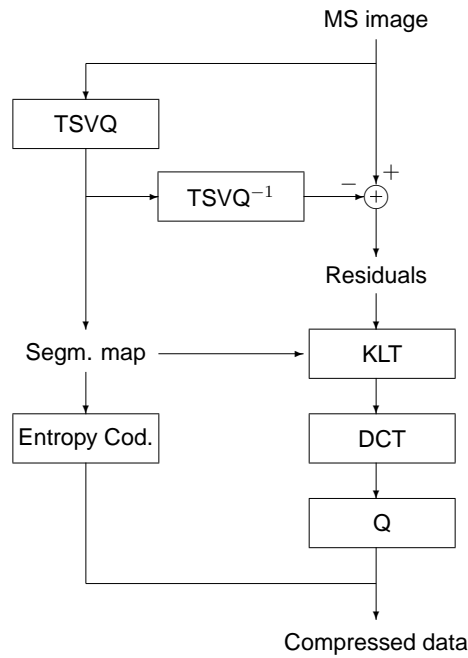 MS image
TSVQ
TSVQ⁻¹
−
+
+
Residuals
Segm. map
KLT
Entropy Cod.
DCT
Q
Compressed data